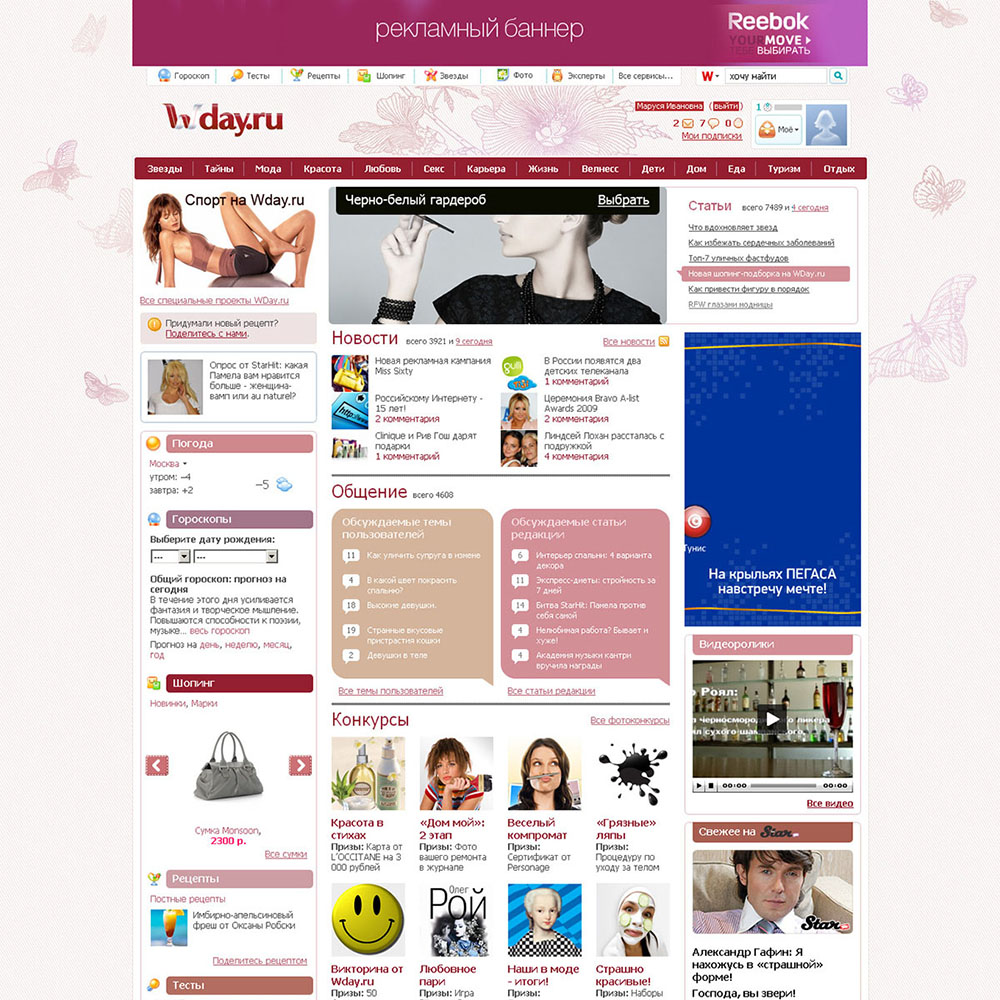 рекламный баннер
Reebok
YOUR MOVE
ТЕБЕ ВЫБИРАТЬ
Гороскоп
Тесты
Рецепты
Шопинг
Звезды
Фото
Эксперты
Все сервисы...
W
хочу найти
Wday.ru
Маруся Ивановна (выйти)
2 7 0
Мои подписки
1
Моё
Звезды
Тайны
Мода
Красота
Любовь
Секс
Карьера
Жизнь
Велнесс
Дети
Дом
Еда
Туризм
Отдых
Спорт на Wday.ru
Все специальные проекты WDay.ru
Придумали новый рецепт?
Поделитесь с нами.
Опрос от StarHit: какая
Памела вам нравится
больше - женщина-
вамп или au naturel?
Погода
Москва
утром: −4
завтра: +2
−5
Гороскопы
Выберите дату рождения:
--- ---
Общий гороскоп: прогноз на
сегодня
В течение этого дня усиливается
фантазия и творческое мышление.
Повышаются способности к поэзии,
музыке... весь гороскоп
Прогноз на день, неделю, месяц,
год
Шопинг
Новинки, Марки
Сумка Monsoon,
2300 р.
Все сумки
Рецепты
Постные рецепты
Имбирно-апельсиновый
фреш от Оксаны Робски
Поделитесь рецептом
Тесты
Черно-белый гардероб
Выбрать
Новости всего 3921 и 9 сегодня
Все новости
Новая рекламная кампания
Miss Sixty
Российскому Интернету -
15 лет!
2 комментария
Clinique и Рив Гош дарят
подарки
1 комментарий
В России появятся два
детских телеканала
1 комментарий
Церемония Bravo A-list
Awards 2009
2 комментария
Линдсей Лохан рассталась с
подружкой
4 комментария
http://
gulli
Общение всего 4608
Обсуждаемые темы
пользователей
11 Как уличить супруга в измене
4 В какой цвет покрасить
спальню?
18 Высокие девушки.
19 Странные вкусовые
пристрастия кошки
2 Девушки в теле
Все темы пользователей
Обсуждаемые статьи
редакции
6 Интерьер спальни: 4 варианта
декора
11 Экспресс-диеты: стройность за
7 дней
14 Битва StarHit: Панела против
себя самой
4 Нелюбимая работа? Бывает и
хуже!
4 Академия музыки кантри
вручила награды
Все статьи редакции
Конкурсы
Все фотоконкурсы
Красота в
стихах
Призы: Карта от
L'OCCITANE на 3
000 рублей
«Дом мой»:
2 этап
Призы: Фото
вашего ремонта
в журнале
Веселый
компромат
Призы:
Сертификат от
Personage
«Грязные»
ляпы
Призы:
Процедуру по
уходу за телом
Олег
РОЙ
Викторина от
Wday.ru
Призы: 50
Любовное
пари
Призы: Игра
Наши в моде
- итоги!
Призы: Книги
Страшно
красивые!
Призы: Наборы
Статьи всего 7489 и 4 сегодня
Что вдохновляет звезд
Как избежать сердечных заболеваний
Топ-7 уличных фастфудов
Новая шопинг-подборка на WDay.ru
Как привести фигуру в порядок
RFW глазами модницы
Тунис
На крыльях ПЕГАСА
навстречу мечте!
Видеоролики
р Роял:
00:00 00:00
Все видео
Свежее на Star
Star
Александр Гафин: Я
нахожусь в «страшной»
форме!
Господа, вы звери!